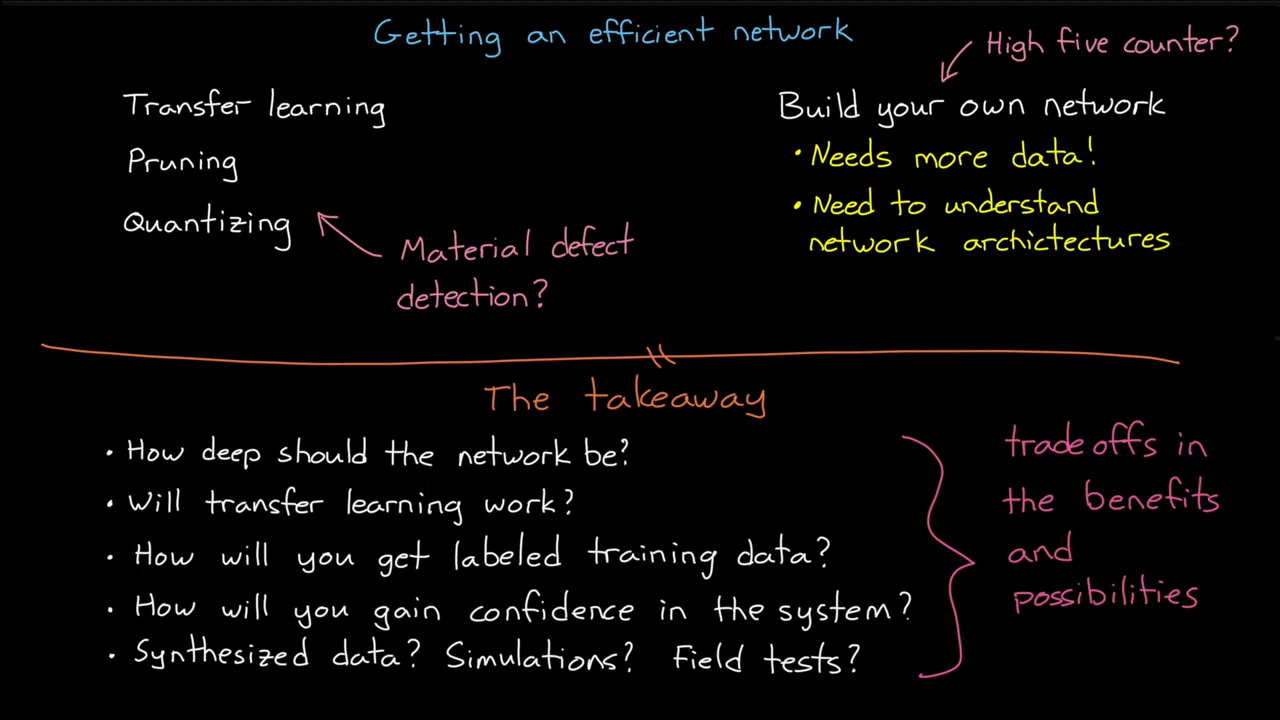 Getting an efficient network
High five counter?
Transfer learning
Pruning
Quantizing
Material defect
detection?
Build your own network
• Needs more data!
• Need to understand
network archictectures
The takeaway
• How deep should the network be?
• Will transfer learning work?
• How will you get labeled training data?
• How will you gain confidence in the system?
• Synthesized data? Simulations? Field tests?
trade offs in
the benefits
and
possibilities